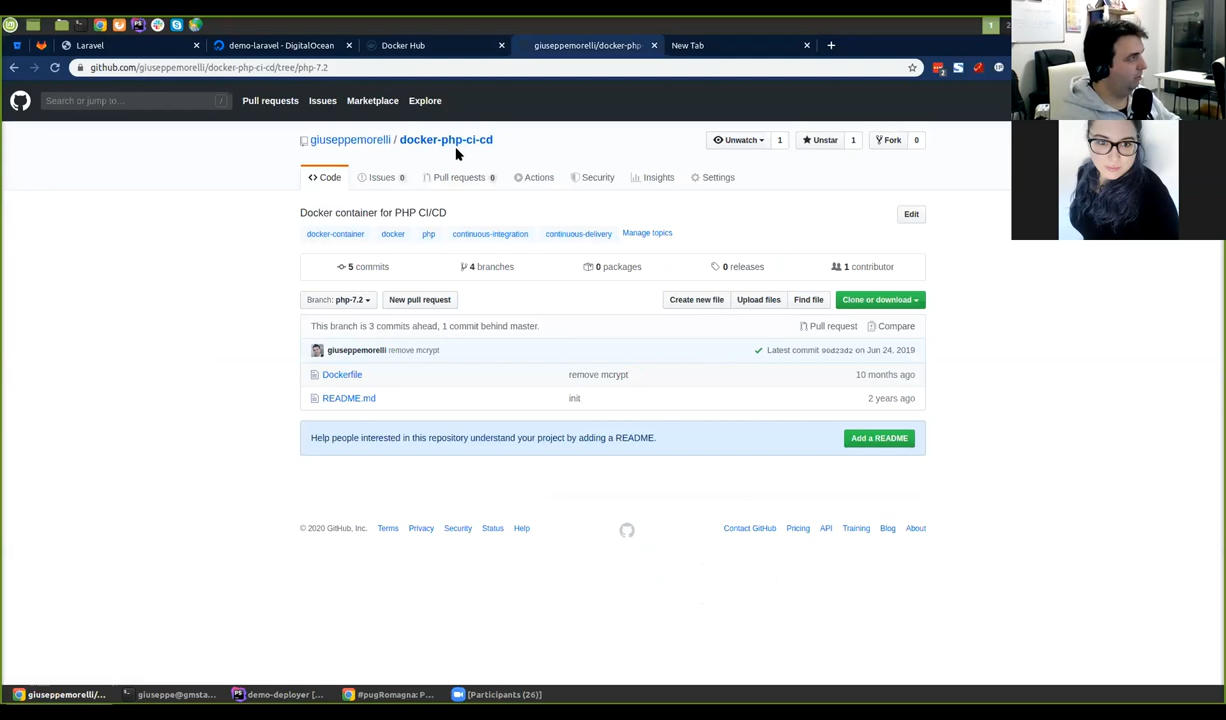 1
Laravel
demo-laravel - DigitalOcean
Docker Hub
giuseppemorelli/docker-php
New Tab
github.com/giuseppemorelli/docker-php-ci-cd/tree/php-7.2
2
Search or jump to…
/
Pull requests
Issues
Marketplace
Explore
giuseppemorelli / docker-php-ci-cd
Unwatch 1
Unstar 1
Fork 0
Code
Issues 0
Pull requests 0
Actions
Security
Insights
Settings
Docker container for PHP CI/CD
Edit
docker-container
docker
php
continuous-integration
continuous-delivery
Manage topics
5 commits
4 branches
0 packages
0 releases
1 contributor
Branch: php-7.2
New pull request
Create new file
Upload files
Find file
Clone or download
This branch is 3 commits ahead, 1 commit behind master.
Pull request
Compare
giuseppemorelli remove mcrypt
Latest commit 90d23d2 on Jun 24, 2019
Dockerfile
remove mcrypt
10 months ago
README.md
init
2 years ago
Help people interested in this repository understand your project by adding a README.
Add a README
© 2020 GitHub, Inc.
Terms
Privacy
Security
Status
Help
Contact GitHub
Pricing
API
Training
Blog
About
giuseppemorelli/...
giuseppe@gmsta...
demo-deployer [...
#pugRomagna: P...
[Participants (26)]